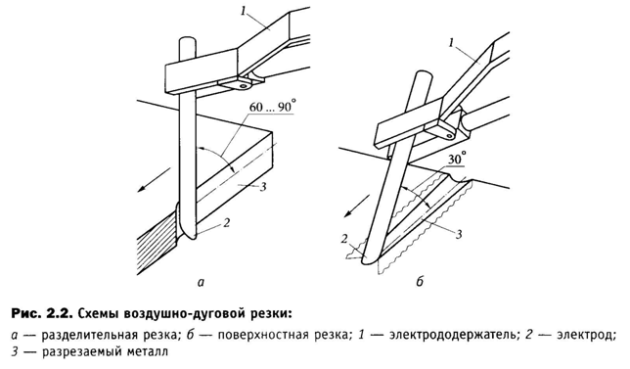 1
1
60 ... 90°
30°
3
2
2
3
а
б
Рис. 2.2. Схемы воздушно-дуговой резки:
а — разделительная резка; б — поверхностная резка; 1 — электрододержатель; 2 — электрод;
3 — разрезаемый металл